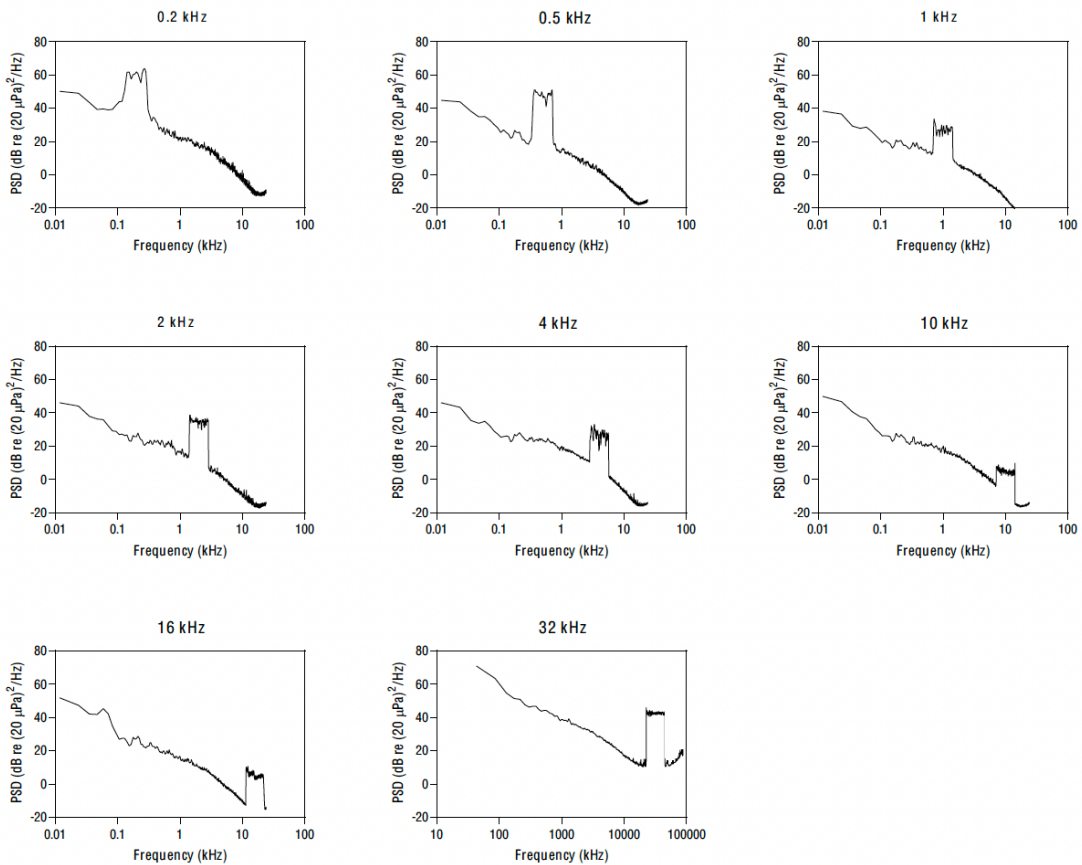 0.2 kHz
0.5 kHz
1 kHz
80
60
40
20
0
-20
PSD (dB re (20 μPa)²/Hz)
0.01 0.1 1 10 100
Frequency (kHz)
80
60
40
20
0
-20
PSD (dB re (20 μPa)²/Hz)
0.01 0.1 1 10 100
Frequency (kHz)
80
60
40
20
0
-20
PSD (dB re (20 μPa)²/Hz)
0.01 0.1 1 10 100
Frequency (kHz)
2 kHz
4 kHz
10 kHz
80
60
40
20
0
-20
PSD (dB re (20 μPa)²/Hz)
0.01 0.1 1 10 100
Frequency (kHz)
80
60
40
20
0
-20
PSD (dB re (20 μPa)²/Hz)
0.01 0.1 1 10 100
Frequency (kHz)
80
60
40
20
0
-20
PSD (dB re (20 μPa)²/Hz)
0.01 0.1 1 10 100
Frequency (kHz)
16 kHz
32 kHz
80
60
40
20
0
-20
PSD (dB re (20 μPa)²/Hz)
0.01 0.1 1 10 100
Frequency (kHz)
80
60
40
20
0
-20
PSD (dB re (20 μPa)²/Hz)
10 100 1000 10000 100000
Frequency (kHz)